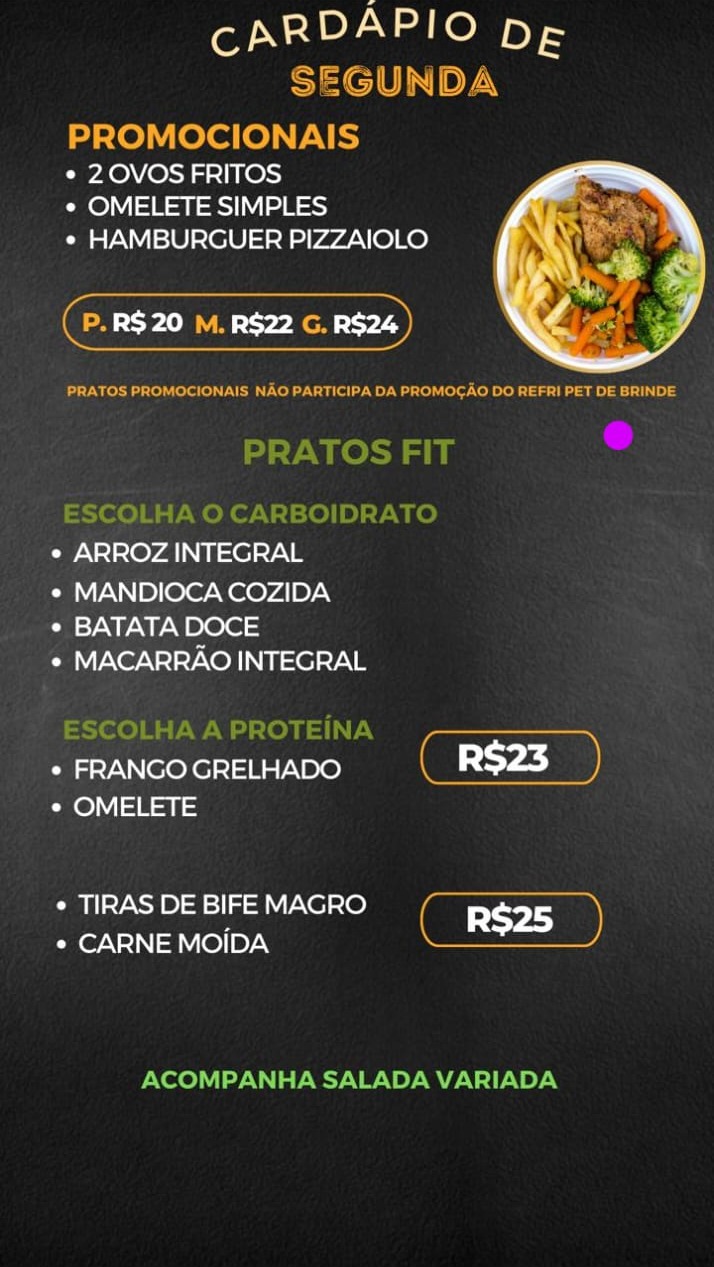 CARDÁPIO DE
SEGUNDA
PROMOCIONAIS
• 2 OVOS FRITOS
• OMELETE SIMPLES
• HAMBURGUER PIZZAIOLO
P. R$ 20 M. R$22 G. R$24
PRATOS PROMOCIONAIS NÃO PARTICIPA DA PROMOÇÃO DO REFRI PET DE BRINDE
PRATOS FIT
ESCOLHA O CARBOIDRATO
• ARROZ INTEGRAL
• MANDIOCA COZIDA
• BATATA DOCE
• MACARRÃO INTEGRAL
ESCOLHA A PROTEÍNA
• FRANGO GRELHADO
• OMELETE
R$23
• TIRAS DE BIFE MAGRO
• CARNE MOÍDA
R$25
ACOMPANHA SALADA VARIADA